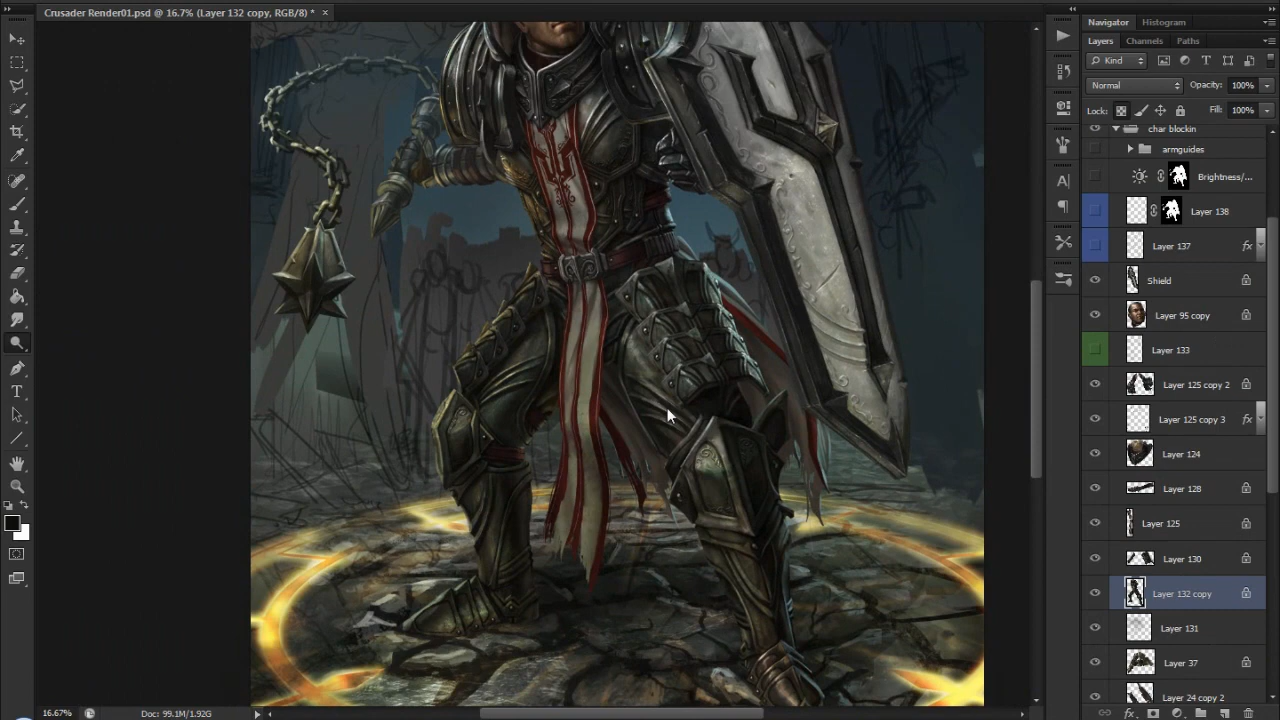 Crusader Render01.psd @ 16.7% (Layer 132 copy, RGB/8) * ×
Navigator Histogram
Layers Channels Paths
Kind
Normal Opacity: 100%
Lock: Fill: 100%
char blockin
armguides
Brightness/...
Layer 138
Layer 137 fx
Shield
Layer 95 copy
Layer 133
Layer 125 copy 2
Layer 125 copy 3 fx
Layer 124
Layer 128
Layer 125
Layer 130
Layer 132 copy
Layer 131
Layer 37
Layer 24 copy 2
16.67% Doc: 99.1M/1.92G